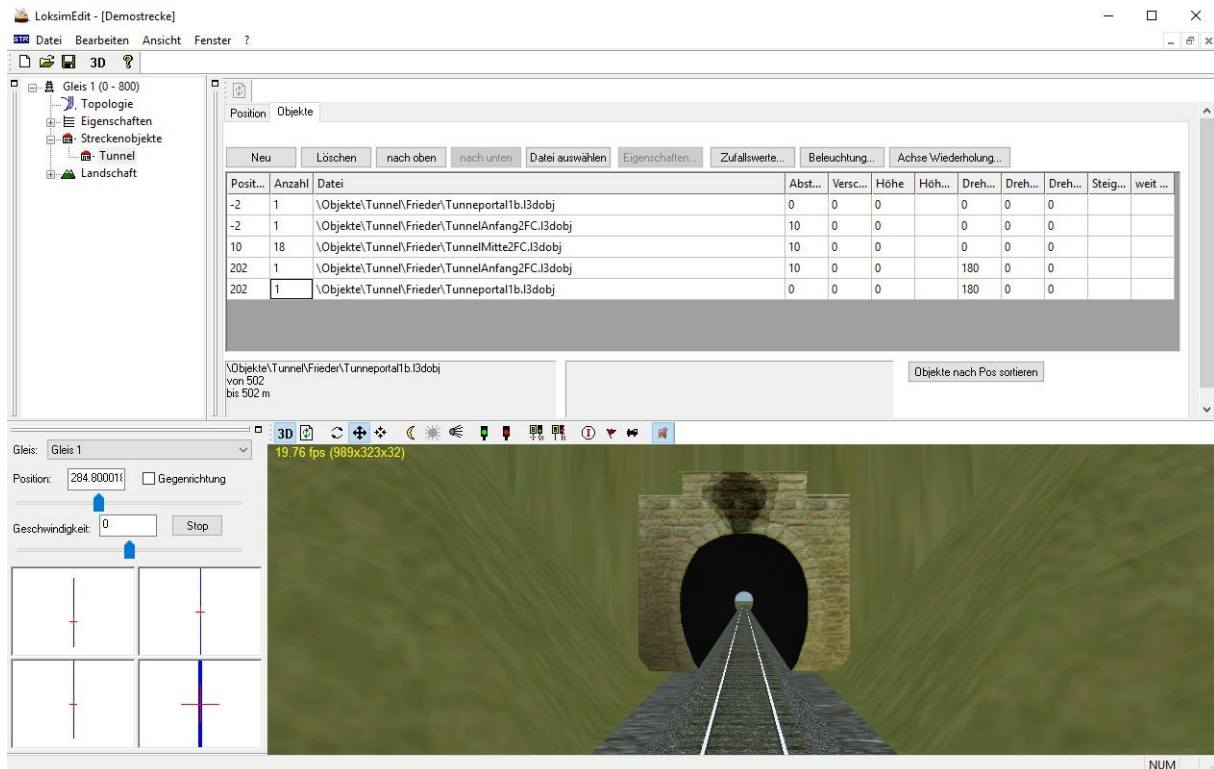 LoksimEdit - [Demostrecke]
STR Datei Bearbeiten Ansicht Fenster ?
3D
Gleis 1 (0 - 800)
Topologie
Eigenschaften
Streckenobjekte
Tunnel
Landschaft
Position Objekte
Neu Löschen nach oben nach unten Datei auswählen Eigenschaften... Zufallswerte... Beleuchtung... Achse Wiederholung...
Posit... Anzahl Datei Abst... Versc... Höhe Höh... Dreh... Dreh... Dreh... Steig... weit ...
-2 1 \Objekte\Tunnel\Frieder\Tunneportal1b.l3dobj 0 0 0 0 0 0
-2 1 \Objekte\Tunnel\Frieder\TunnelAnfang2FC.l3dobj 10 0 0 0 0 0
10 18 \Objekte\Tunnel\Frieder\TunnelMitte2FC.l3dobj 10 0 0 0 0 0
202 1 \Objekte\Tunnel\Frieder\TunnelAnfang2FC.l3dobj 10 0 0 180 0 0
202 1 \Objekte\Tunnel\Frieder\Tunneportal1b.l3dobj 0 0 0 180 0 0
\Objekte\Tunnel\Frieder\Tunneportal1b.l3dobj
von 502
bis 502 m
Objekte nach Pos sortieren
3D
Gleis: Gleis 1
19.76 fps (989x323x32)
Position: 284.800018 Gegenrichtung
Geschwindigkeit: 0 Stop
NUM